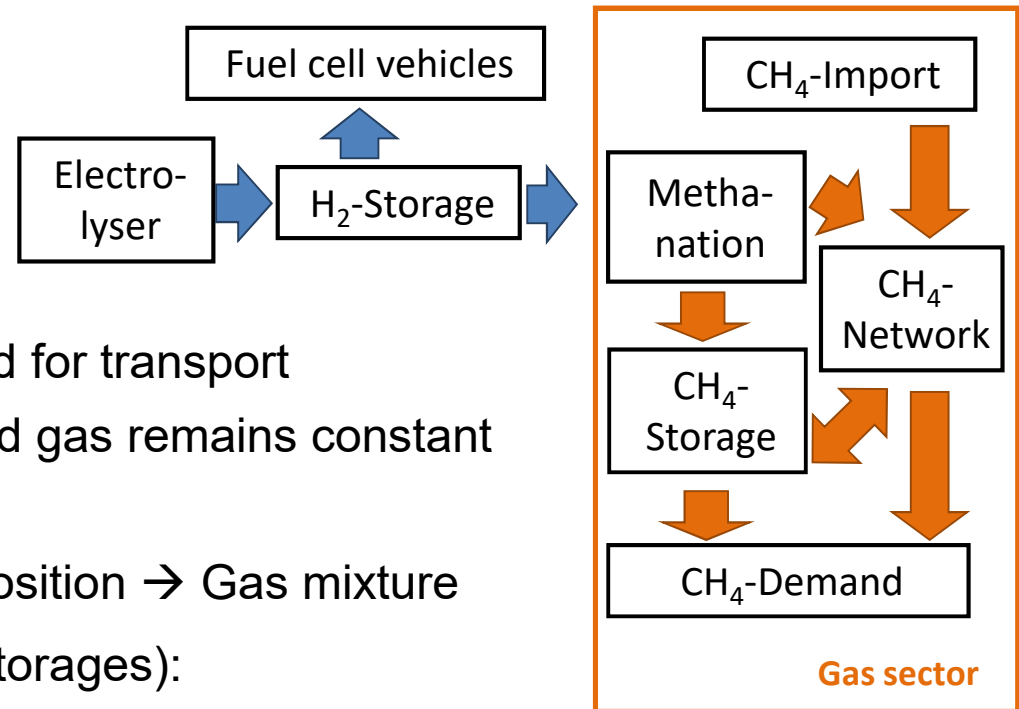 Fuel cell vehicles
CH₄-Import
Electro-
lyser
H₂-Storage
Metha-
nation
CH₄-
Network
CH₄-
Storage
CH₄-Demand
Gas sector
d for transport
d gas remains constant
osition → Gas mixture
torages):